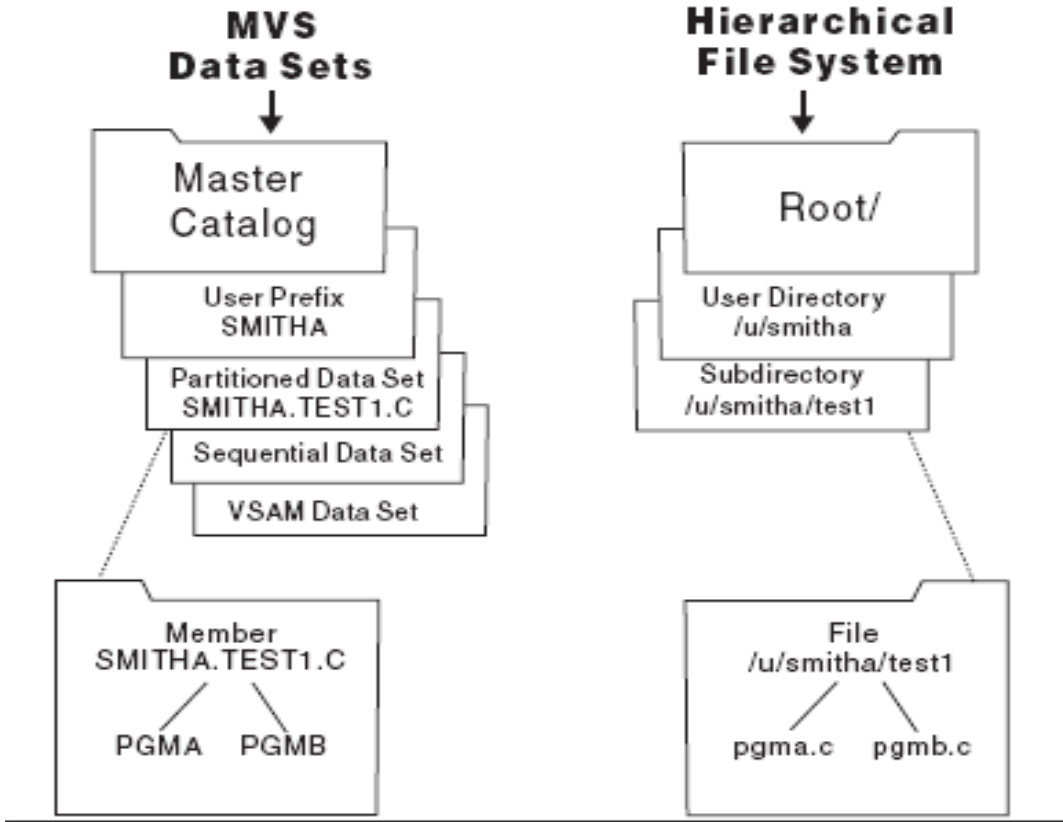 MVS
Data Sets
Master
Catalog
User Prefix
SMITHA
Partitioned Data Set
SMITHA.TEST1.C
Sequential Data Set
VSAM Data Set
Member
SMITHA.TEST1.C
PGMA PGMB
Hierarchical
File System
Root/
User Directory
/u/smitha
Subdirectory
/u/smitha/test1
File
/u/smitha/test1
pgma.c pgmb.c